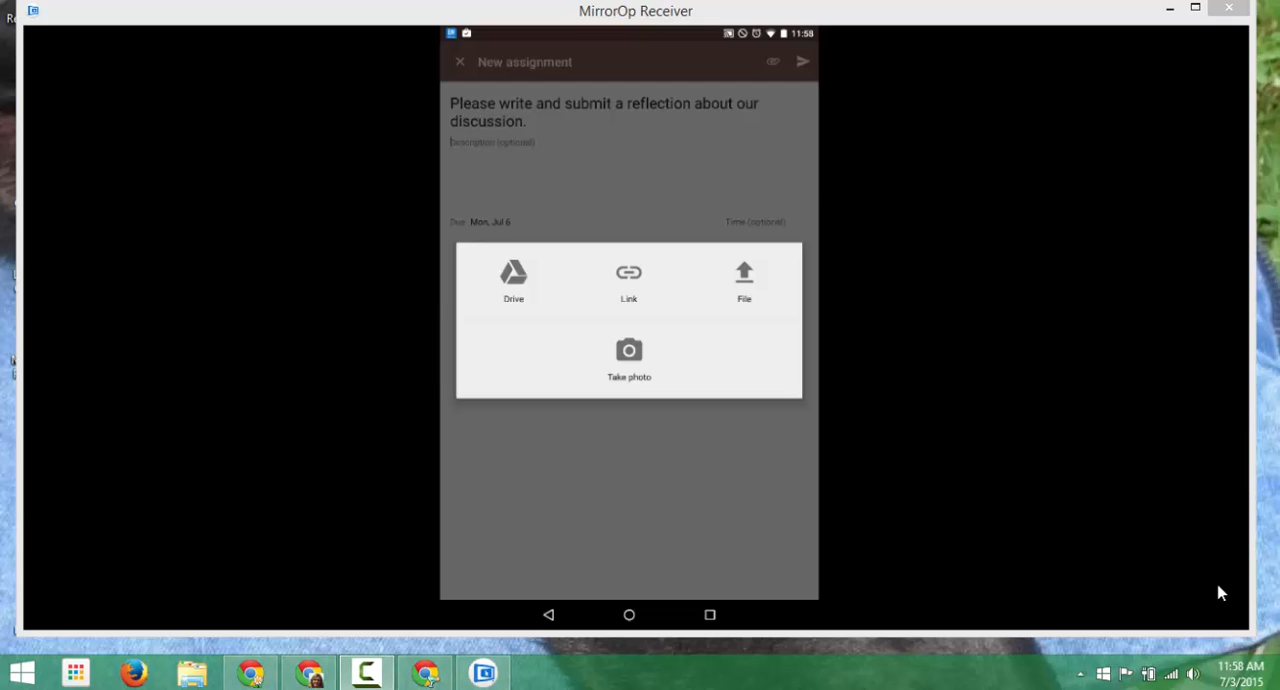 MirrorOp Receiver
11:58
New assignment
Please write and submit a reflection about our
discussion.
Description (optional)
Due Mon, Jul 6 Time (optional)
Drive Link File
Take photo
11:58 AM
7/3/2015